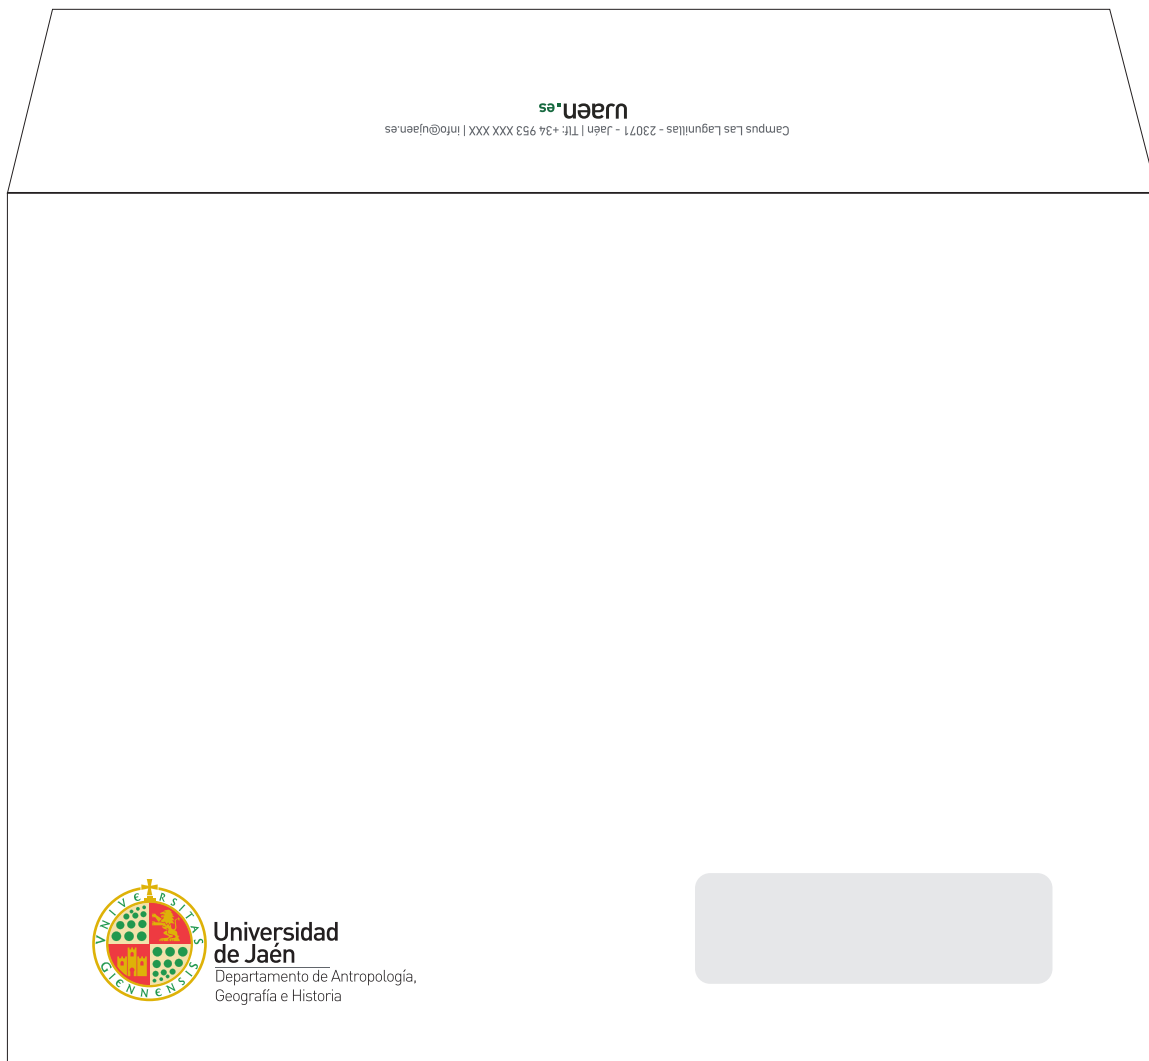 Campus Las Lagunillas - 23071 - Jaén | Tlf: +34 953 XXX XXX | info@ujaen.es
ujaen.es
VNIVERSITAS GIENNENSIS
Universidad
de Jaén
Departamento de Antropología,
Geografía e Historia